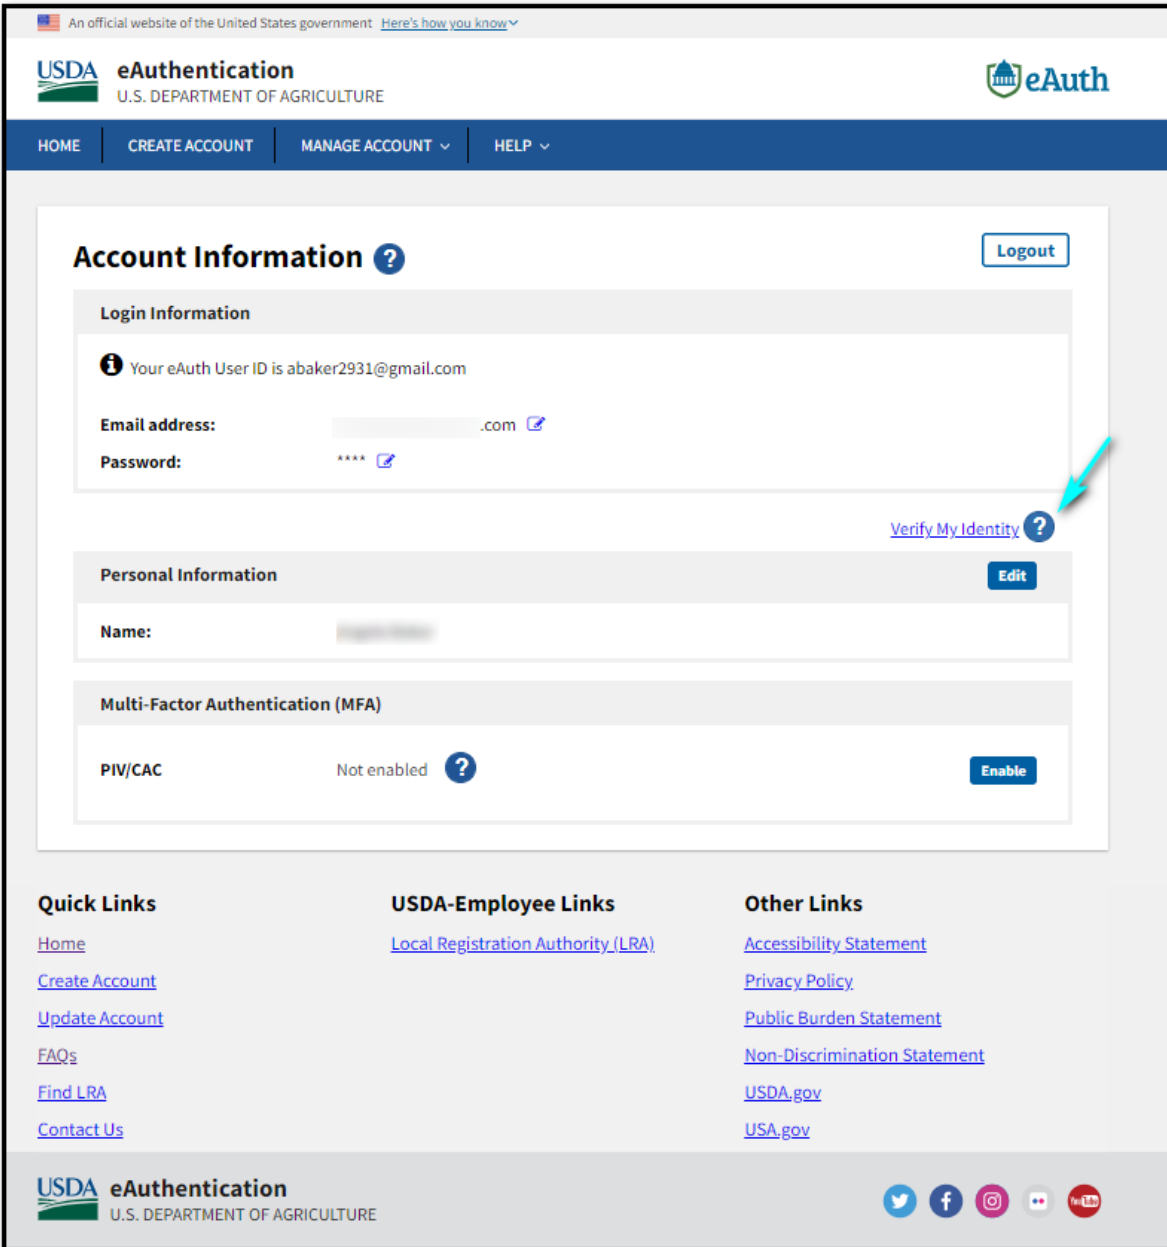 An official website of the United States government Here's how you know
USDA eAuthentication
U.S. DEPARTMENT OF AGRICULTURE
eAuth
HOME CREATE ACCOUNT MANAGE ACCOUNT HELP
Account Information ?
Logout
Login Information
Your eAuth User ID is abaker2931@gmail.com
Email address: .com
Password: ****
Verify My Identity ?
Personal Information Edit
Name:
Multi-Factor Authentication (MFA)
PIV/CAC Not enabled ? Enable
Quick Links
Home
Create Account
Update Account
FAQs
Find LRA
Contact Us
USDA-Employee Links
Local Registration Authority (LRA)
Other Links
Accessibility Statement
Privacy Policy
Public Burden Statement
Non-Discrimination Statement
USDA.gov
USA.gov
USDA eAuthentication
U.S. DEPARTMENT OF AGRICULTURE
YouTube